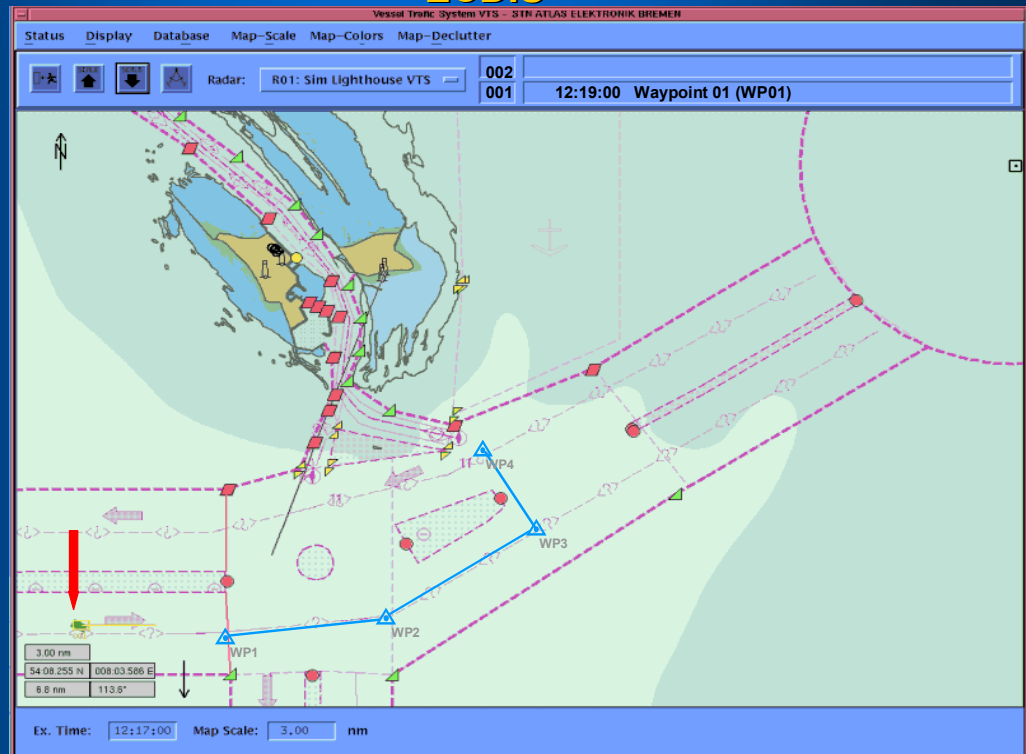 Vessel Traffic System VTS - STN ATLAS ELEKTRONIK BREMEN
Status Display Database Map-Scale Map-Colors Map-Declutter
Radar: R01: Sim Lighthouse VTS
002
001 12:19:00 Waypoint 01 (WP01)
N
WP4
WP3
WP2
WP1
3.00 nm
54:08.255 N 008:03.586 E
6.8 nm 113.6°
Ex. Time: 12:17:00 Map Scale: 3.00 nm